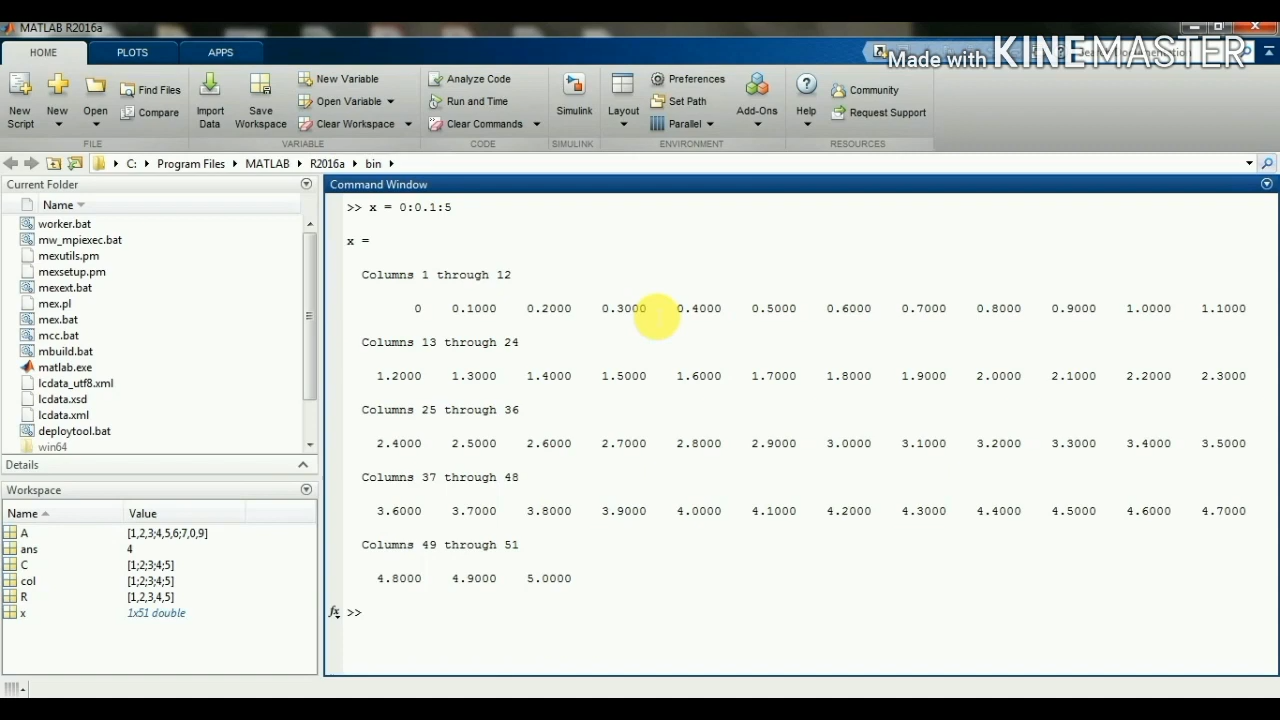 MATLAB R2016a
HOME PLOTS APPS
Made with KINEMASTER
New Script
New
Open
Find Files
Compare
FILE
Import Data
Save Workspace
New Variable
Open Variable
Clear Workspace
VARIABLE
Analyze Code
Run and Time
Clear Commands
CODE
Simulink
SIMULINK
Layout
Preferences
Set Path
Parallel
Add-Ons
ENVIRONMENT
Help
Community
Request Support
RESOURCES
C: Program Files MATLAB R2016a bin
Current Folder
Name
worker.bat
mw_mpiexec.bat
mexutils.pm
mexsetup.pm
mexext.bat
mex.pl
mex.bat
mcc.bat
mbuild.bat
matlab.exe
lcdata_utf8.xml
lcdata.xsd
lcdata.xml
deploytool.bat
win64
Details
Workspace
Name Value
A [1,2,3;4,5,6;7,0,9]
ans 4
C [1;2;3;4;5]
col [1;2;3;4;5]
R [1,2,3,4,5]
x 1x51 double
Command Window
>> x = 0:0.1:5
x =
Columns 1 through 12
0 0.1000 0.2000 0.3000 0.4000 0.5000 0.6000 0.7000 0.8000 0.9000 1.0000 1.1000
Columns 13 through 24
1.2000 1.3000 1.4000 1.5000 1.6000 1.7000 1.8000 1.9000 2.0000 2.1000 2.2000 2.3000
Columns 25 through 36
2.4000 2.5000 2.6000 2.7000 2.8000 2.9000 3.0000 3.1000 3.2000 3.3000 3.4000 3.5000
Columns 37 through 48
3.6000 3.7000 3.8000 3.9000 4.0000 4.1000 4.2000 4.3000 4.4000 4.5000 4.6000 4.7000
Columns 49 through 51
4.8000 4.9000 5.0000
fx >>